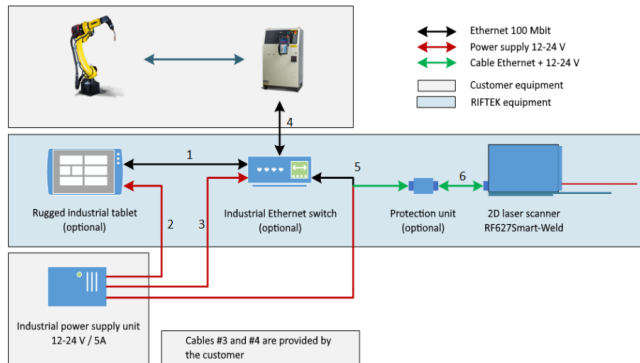 Ethernet 100 Mbit
Power supply 12-24 V
Cable Ethernet + 12-24 V
Customer equipment
RIFTEK equipment
4
1
5
6
Rugged industrial tablet
(optional)
2
3
Industrial Ethernet switch
(optional)
Protection unit
(optional)
2D laser scanner
RF627Smart-Weld
Industrial power supply unit
12-24 V / 5A
Cables #3 and #4 are provided by
the customer